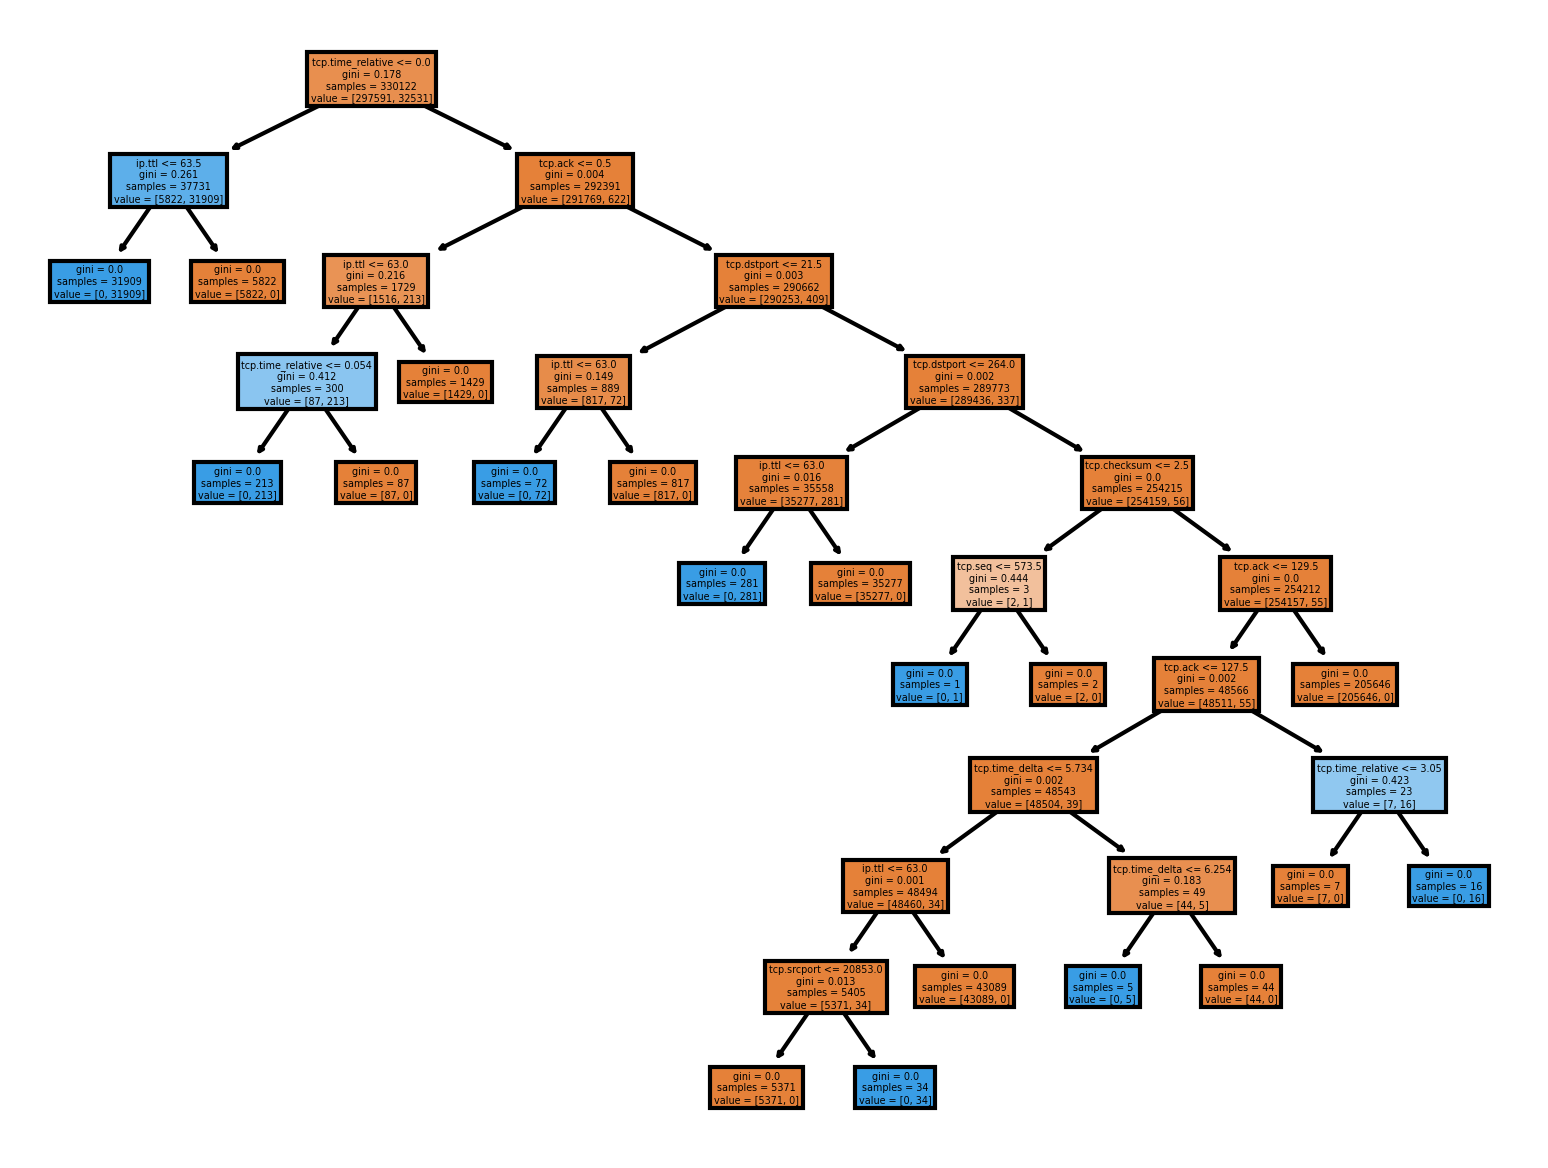 tcp.time_relative <= 0.0
gini = 0.178
samples = 330122
value = [297591, 32531]
ip.ttl <= 63.5
gini = 0.261
samples = 37731
value = [5822, 31909]
tcp.ack <= 0.5
gini = 0.004
samples = 292391
value = [291769, 622]
gini = 0.0
samples = 31909
value = [0, 31909]
gini = 0.0
samples = 5822
value = [5822, 0]
ip.ttl <= 63.0
gini = 0.216
samples = 1729
value = [1516, 213]
tcp.dstport <= 21.5
gini = 0.003
samples = 290662
value = [290253, 409]
tcp.time_relative <= 0.054
gini = 0.412
samples = 300
value = [87, 213]
gini = 0.0
samples = 1429
value = [1429, 0]
ip.ttl <= 63.0
gini = 0.149
samples = 889
value = [817, 72]
tcp.dstport <= 264.0
gini = 0.002
samples = 289773
value = [289436, 337]
gini = 0.0
samples = 213
value = [0, 213]
gini = 0.0
samples = 87
value = [87, 0]
gini = 0.0
samples = 72
value = [0, 72]
gini = 0.0
samples = 817
value = [817, 0]
ip.ttl <= 63.0
gini = 0.016
samples = 35558
value = [35277, 281]
tcp.checksum <= 2.5
gini = 0.0
samples = 254215
value = [254159, 56]
gini = 0.0
samples = 281
value = [0, 281]
gini = 0.0
samples = 35277
value = [35277, 0]
tcp.seq <= 573.5
gini = 0.444
samples = 3
value = [2, 1]
tcp.ack <= 129.5
gini = 0.0
samples = 254212
value = [254157, 55]
gini = 0.0
samples = 1
value = [0, 1]
gini = 0.0
samples = 2
value = [2, 0]
tcp.ack <= 127.5
gini = 0.002
samples = 48566
value = [48511, 55]
gini = 0.0
samples = 205646
value = [205646, 0]
tcp.time_delta <= 5.734
gini = 0.002
samples = 48543
value = [48504, 39]
tcp.time_relative <= 3.05
gini = 0.423
samples = 23
value = [7, 16]
ip.ttl <= 63.0
gini = 0.001
samples = 48494
value = [48460, 34]
tcp.time_delta <= 6.254
gini = 0.183
samples = 49
value = [44, 5]
gini = 0.0
samples = 7
value = [7, 0]
gini = 0.0
samples = 16
value = [0, 16]
tcp.srcport <= 20853.0
gini = 0.013
samples = 5405
value = [5371, 34]
gini = 0.0
samples = 43089
value = [43089, 0]
gini = 0.0
samples = 5
value = [0, 5]
gini = 0.0
samples = 44
value = [44, 0]
gini = 0.0
samples = 5371
value = [5371, 0]
gini = 0.0
samples = 34
value = [0, 34]